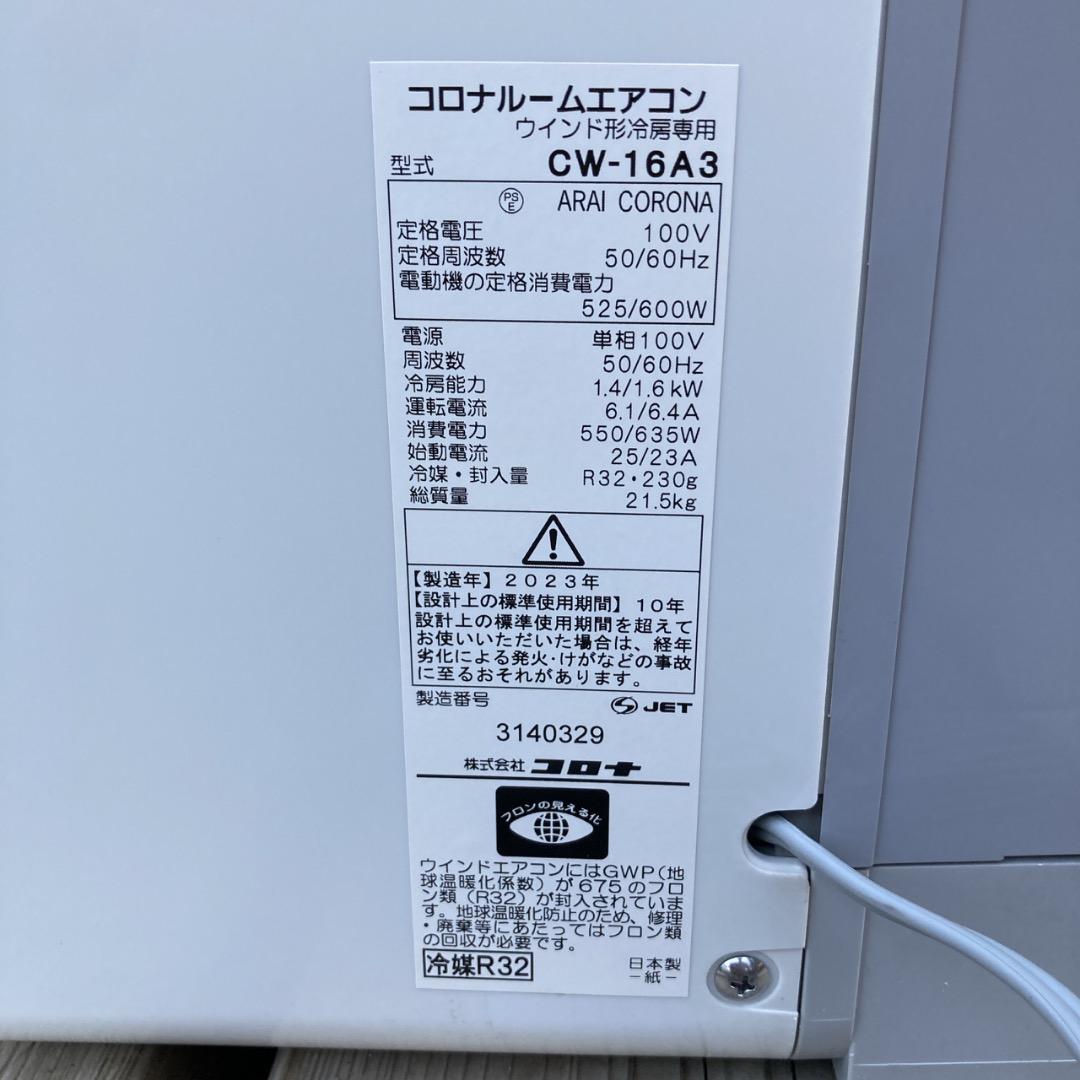 コロナルームエアコン
ウインド形冷房専用
型式 CW-16A3
PSE ARAI CORONA
定格電圧 100V
定格周波数 50/60Hz
電動機の定格消費電力
525/600W
電源 単相100V
周波数 50/60Hz
冷房能力 1.4/1.6kW
運転電流 6.1/6.4A
消費電力 550/635W
始動電流 25/23A
冷媒・封入量 R32・230g
総質量 21.5kg
【製造年】2023年
【設計上の標準使用期間】10年
設計上の標準使用期間を超えて
お使いいただいた場合は、経年
劣化による発火・けがなどの事故
に至るおそれがあります。
製造番号 JET
3140329
株式会社 コロナ
フロンの見える化
ウインドエアコンにはGWP(地
球温暖化係数)が675のフロ
ン類(R32)が封入されていま
す。地球温暖化防止のため、修理
・廃棄等にあたってはフロン類
の回収が必要です。
冷媒R32 日本製
-紙-